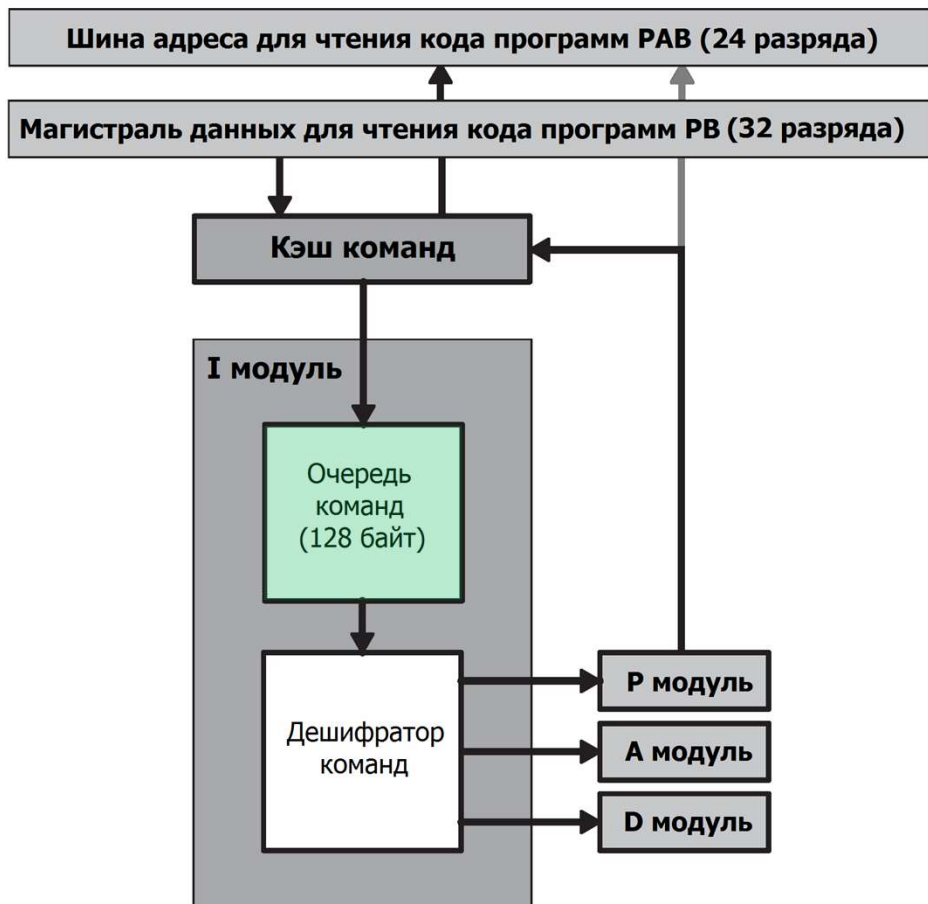 Шина адреса для чтения кода программ PAB (24 разряда)
Магистраль данных для чтения кода программ PB (32 разряда)
Кэш команд
I модуль
Очередь
команд
(128 байт)
Дешифратор
команд
P модуль
A модуль
D модуль